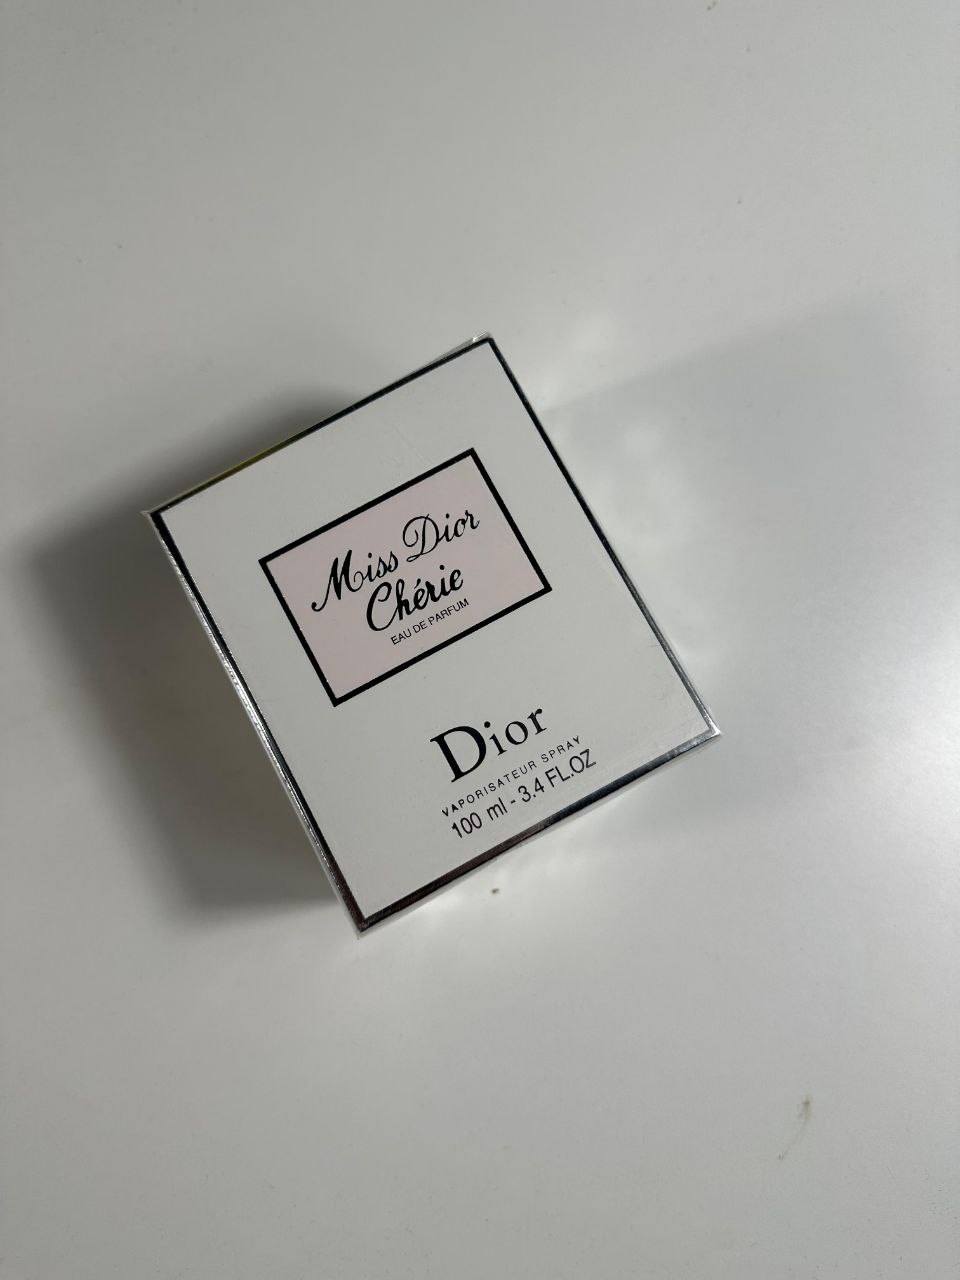 Miss Dior
Chérie
EAU DE PARFUM
Dior
VAPORISATEUR SPRAY
100 ml - 3.4 FL.OZ